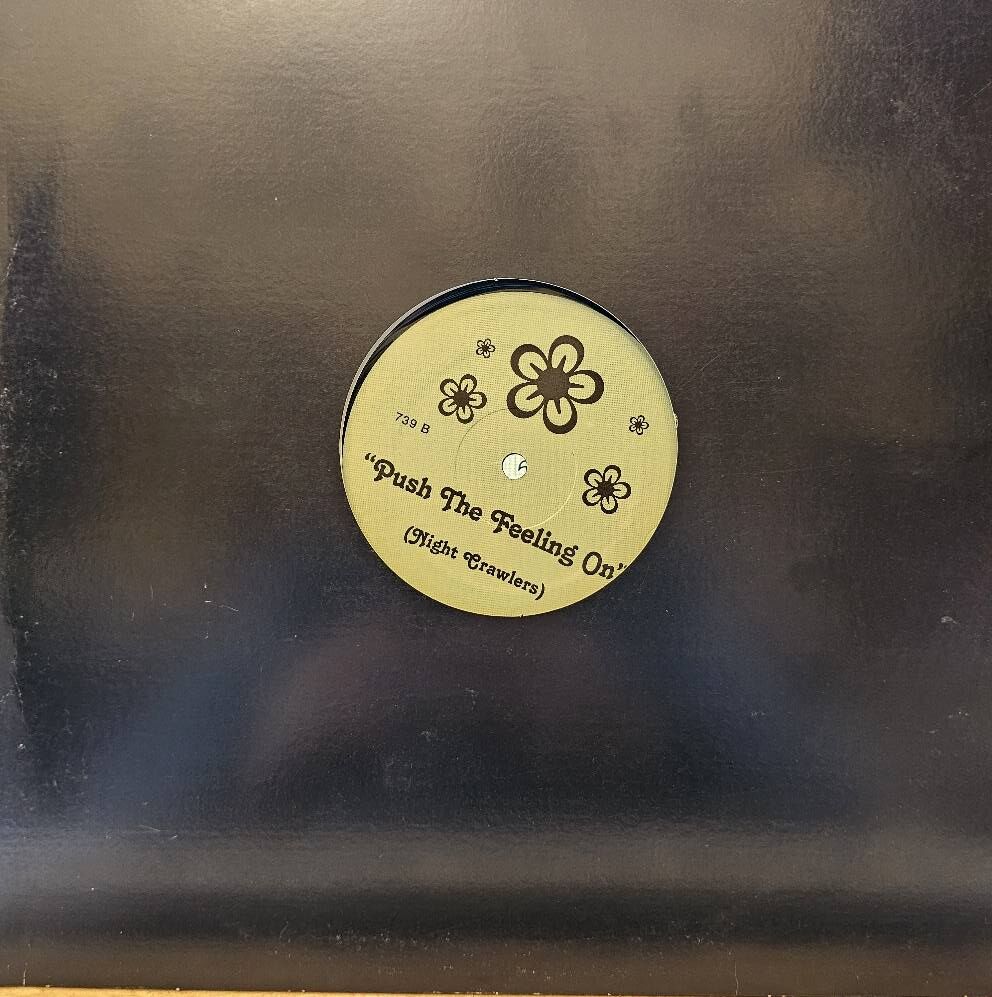 739 B
“Push The Feeling On”
(Night Crawlers)